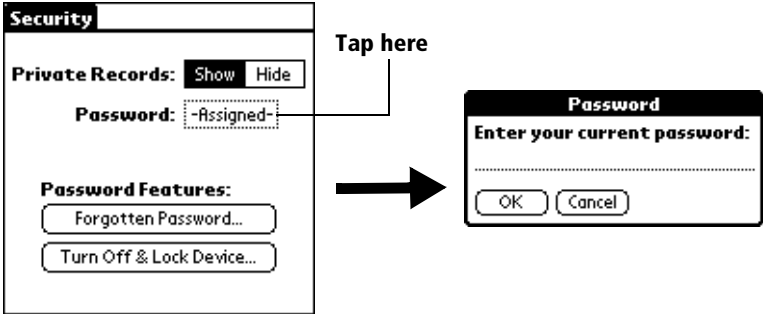 Security
Tap here
Private Records: Show Hide
Password: -Assigned-
Password Features:
Forgotten Password...
Turn Off & Lock Device...
Password
Enter your current password:
OK Cancel